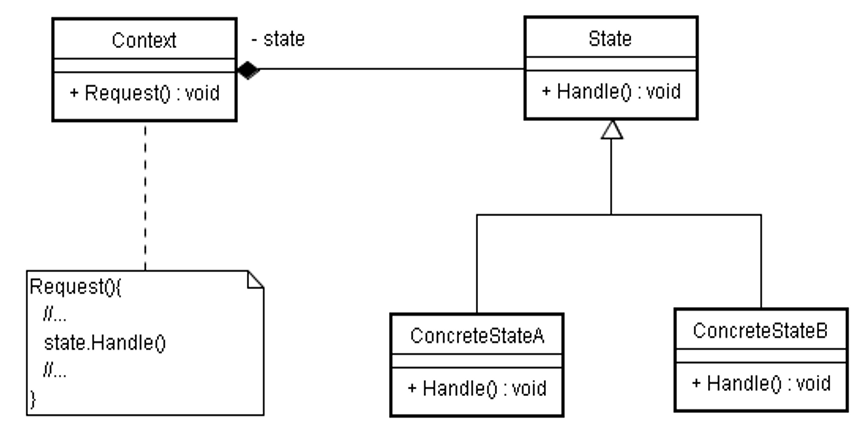 Context
- state
+ Request() : void
State
+ Handle() : void
Request(){
//...
state.Handle()
//...
}
ConcreteStateA
+ Handle() : void
ConcreteStateB
+ Handle() : void